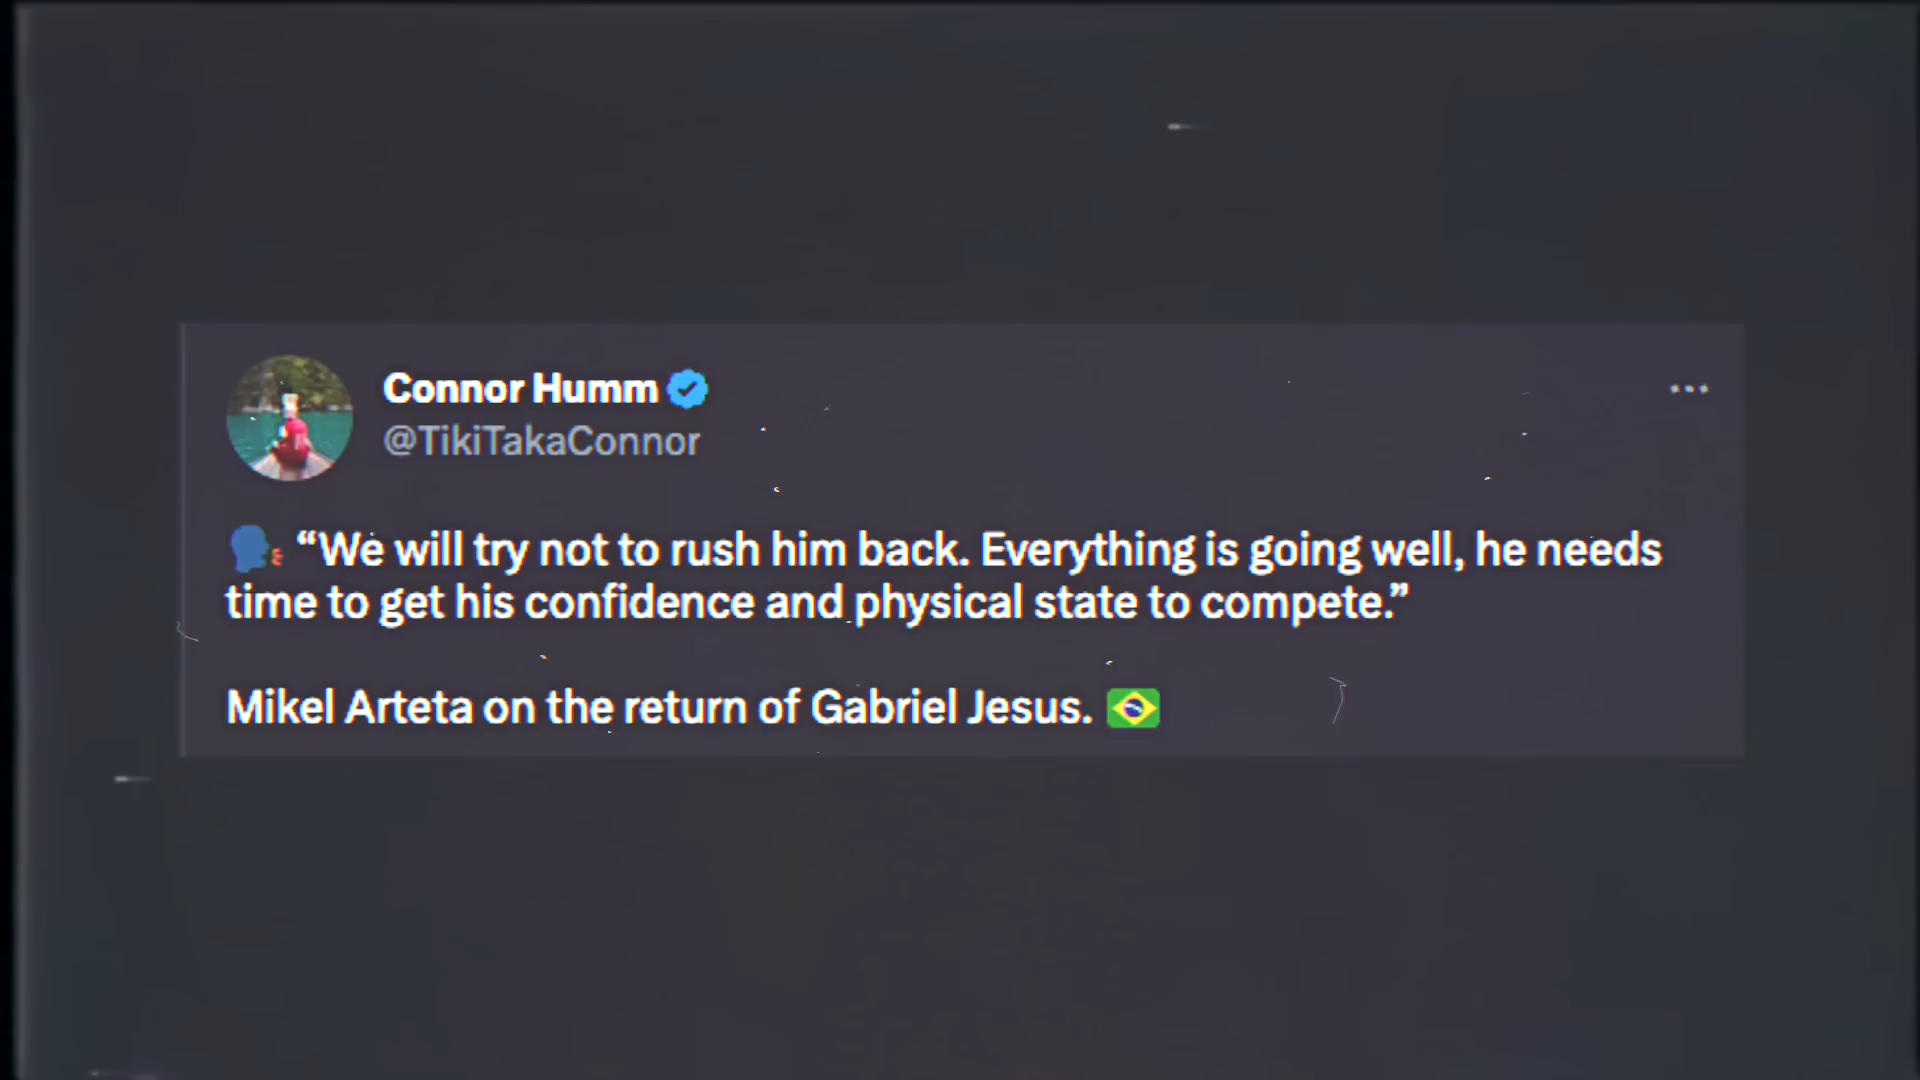 Connor Humm
@TikiTakaConnor
🗣️ “We will try not to rush him back. Everything is going well, he needs
time to get his confidence and physical state to compete.”
Mikel Arteta on the return of Gabriel Jesus. 🇧🇷